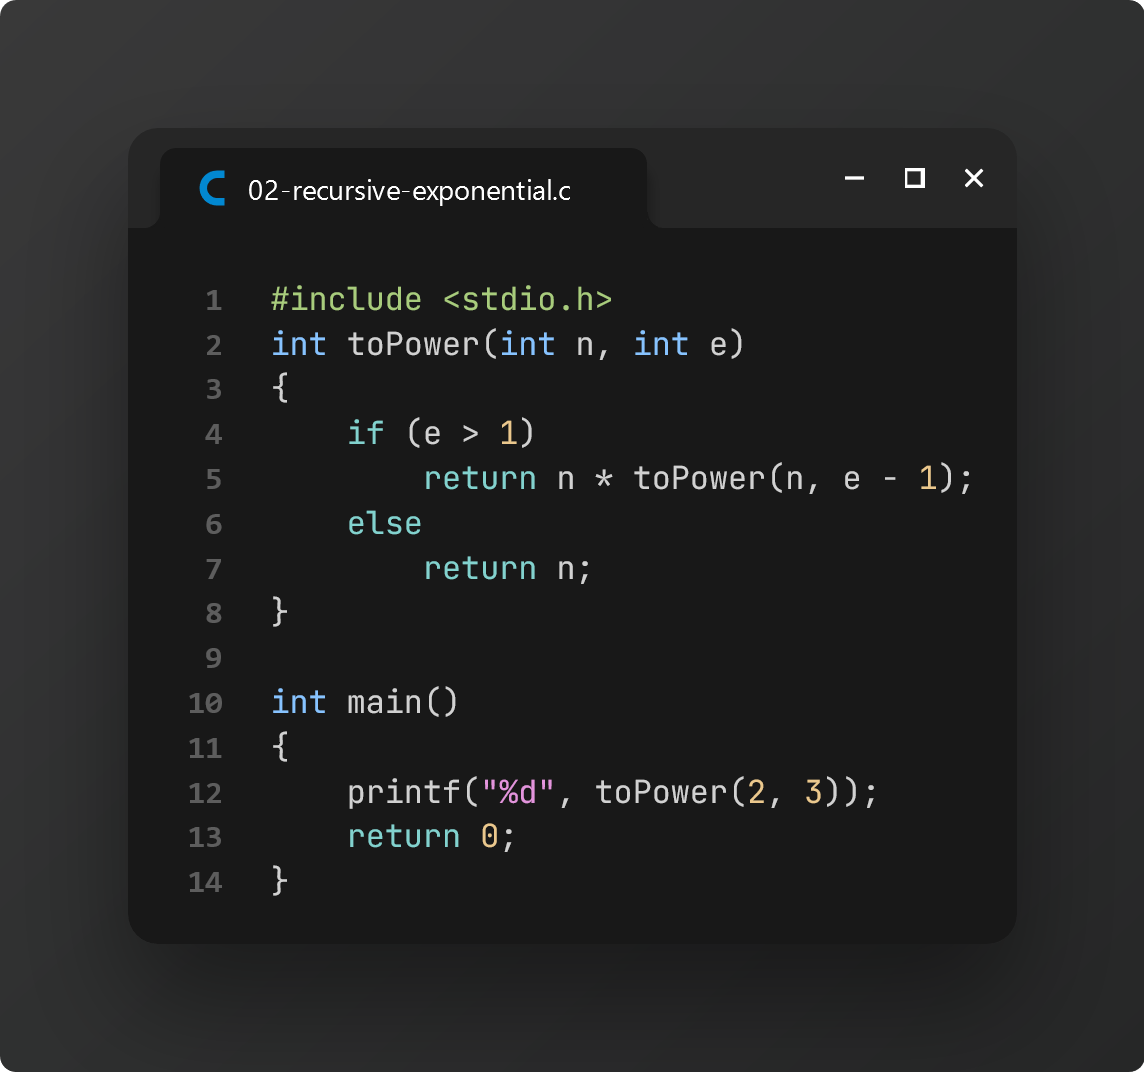 02-recursive-exponential.c
1 #include <stdio.h>
2 int toPower(int n, int e)
3 {
4     if (e > 1)
5         return n * toPower(n, e - 1);
6     else
7         return n;
8 }
9
10 int main()
11 {
12     printf("%d", toPower(2, 3));
13     return 0;
14 }